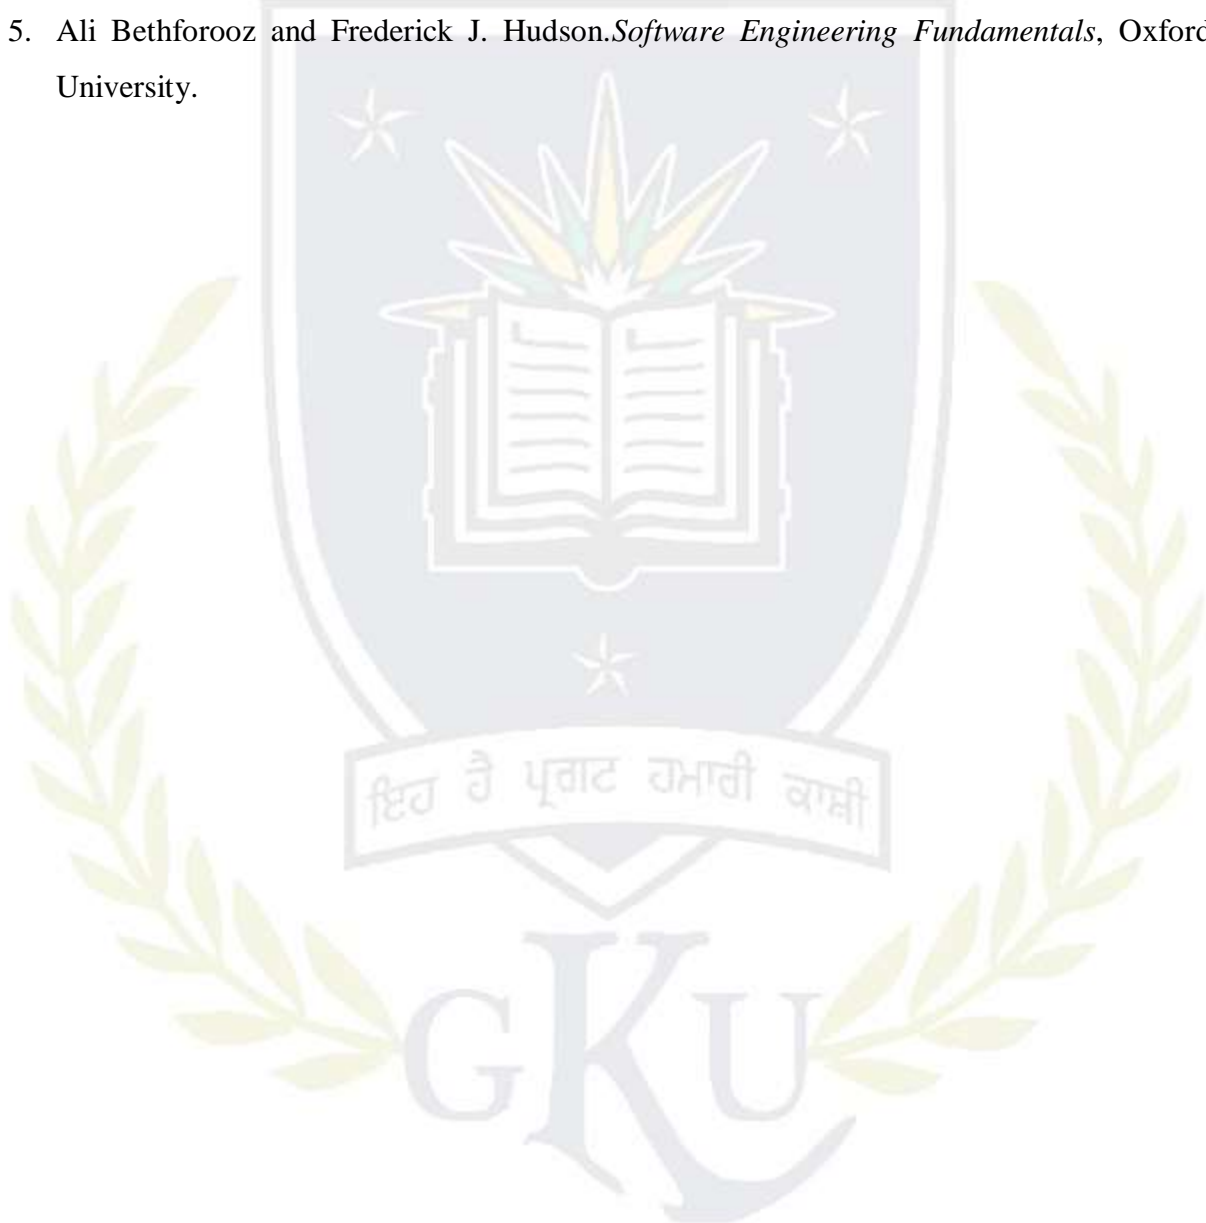 5. Ali Bethforooz and Frederick J. Hudson.Software Engineering Fundamentals, Oxford
University.
ਇਹ ਹੈ ਪ੍ਰਗਟ ਹਮਾਰੀ ਕਾਸ਼ੀ
GKU